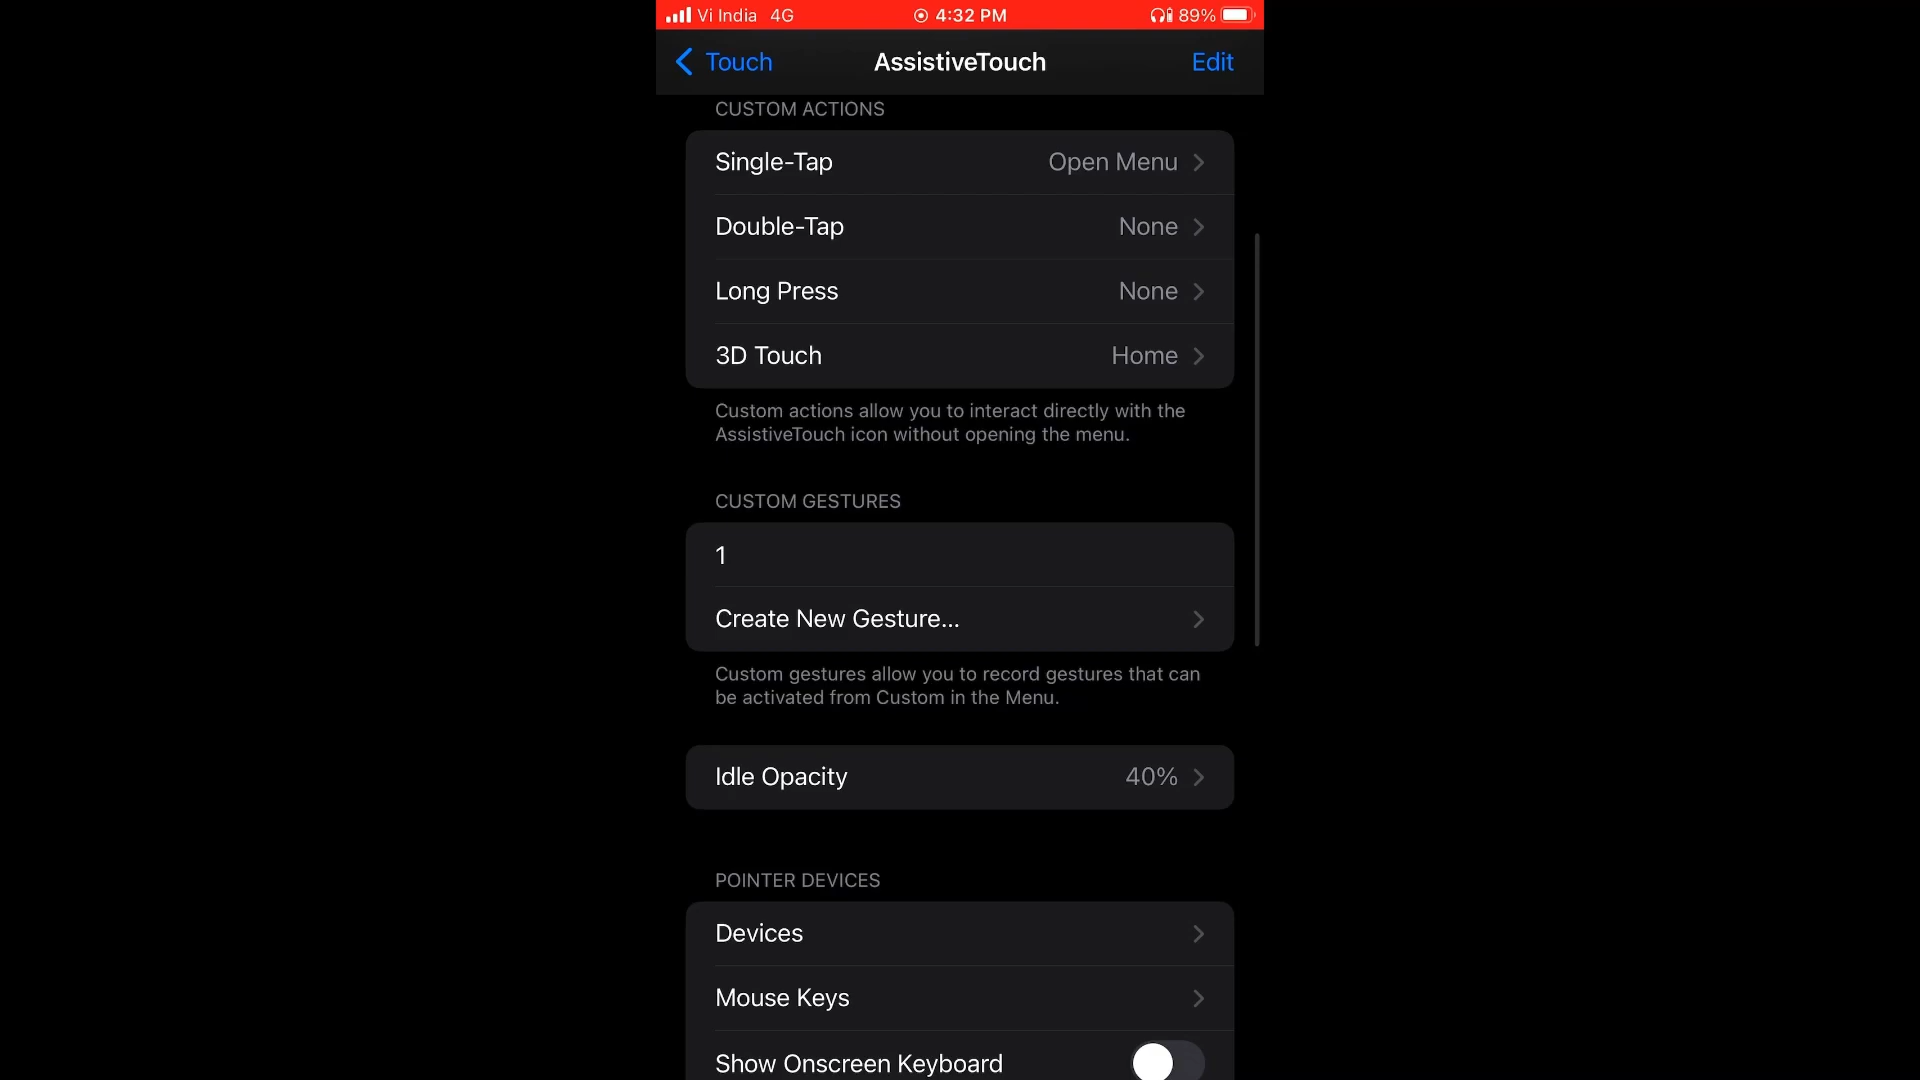 Vi India 4G 4:32 PM 89%
Touch AssistiveTouch Edit
CUSTOM ACTIONS
Single-Tap Open Menu
Double-Tap None
Long Press None
3D Touch Home
Custom actions allow you to interact directly with the
AssistiveTouch icon without opening the menu.
CUSTOM GESTURES
1
Create New Gesture...
Custom gestures allow you to record gestures that can
be activated from Custom in the Menu.
Idle Opacity 40%
POINTER DEVICES
Devices
Mouse Keys
Show Onscreen Keyboard